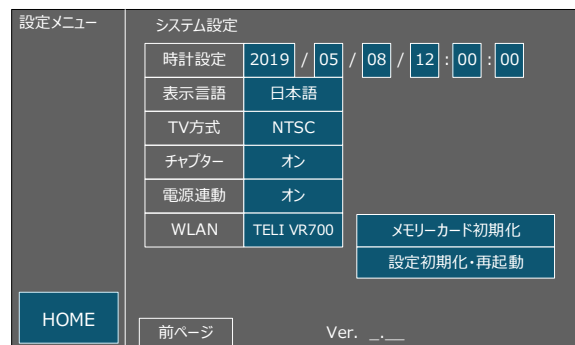 設定メニュー
システム設定
時計設定 2019 / 05 / 08 / 12 : 00 : 00
表示言語 日本語
TV方式 NTSC
チャプター オン
電源連動 オン
WLAN TELI VR700 メモリーカード初期化
設定初期化・再起動
HOME
前ページ Ver. _.__